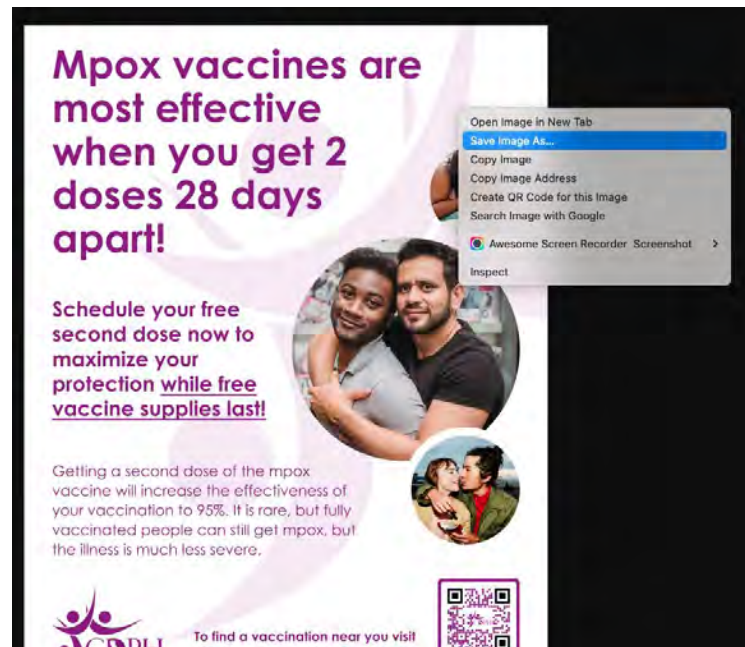 Mpox vaccines are
most effective
when you get 2
doses 28 days
apart!
Open Image in New Tab
Save Image As...
Copy Image
Copy Image Address
Create QR Code for this Image
Search Image with Google
Awesome Screen Recorder Screenshot
Inspect
Schedule your free
second dose now to
maximize your
protection while free
vaccine supplies last!
Getting a second dose of the mpox
vaccine will increase the effectiveness of
your vaccination to 95%. It is rare, but fully
vaccinated people can still get mpox, but
the illness is much less severe.
To find a vaccination near you visit